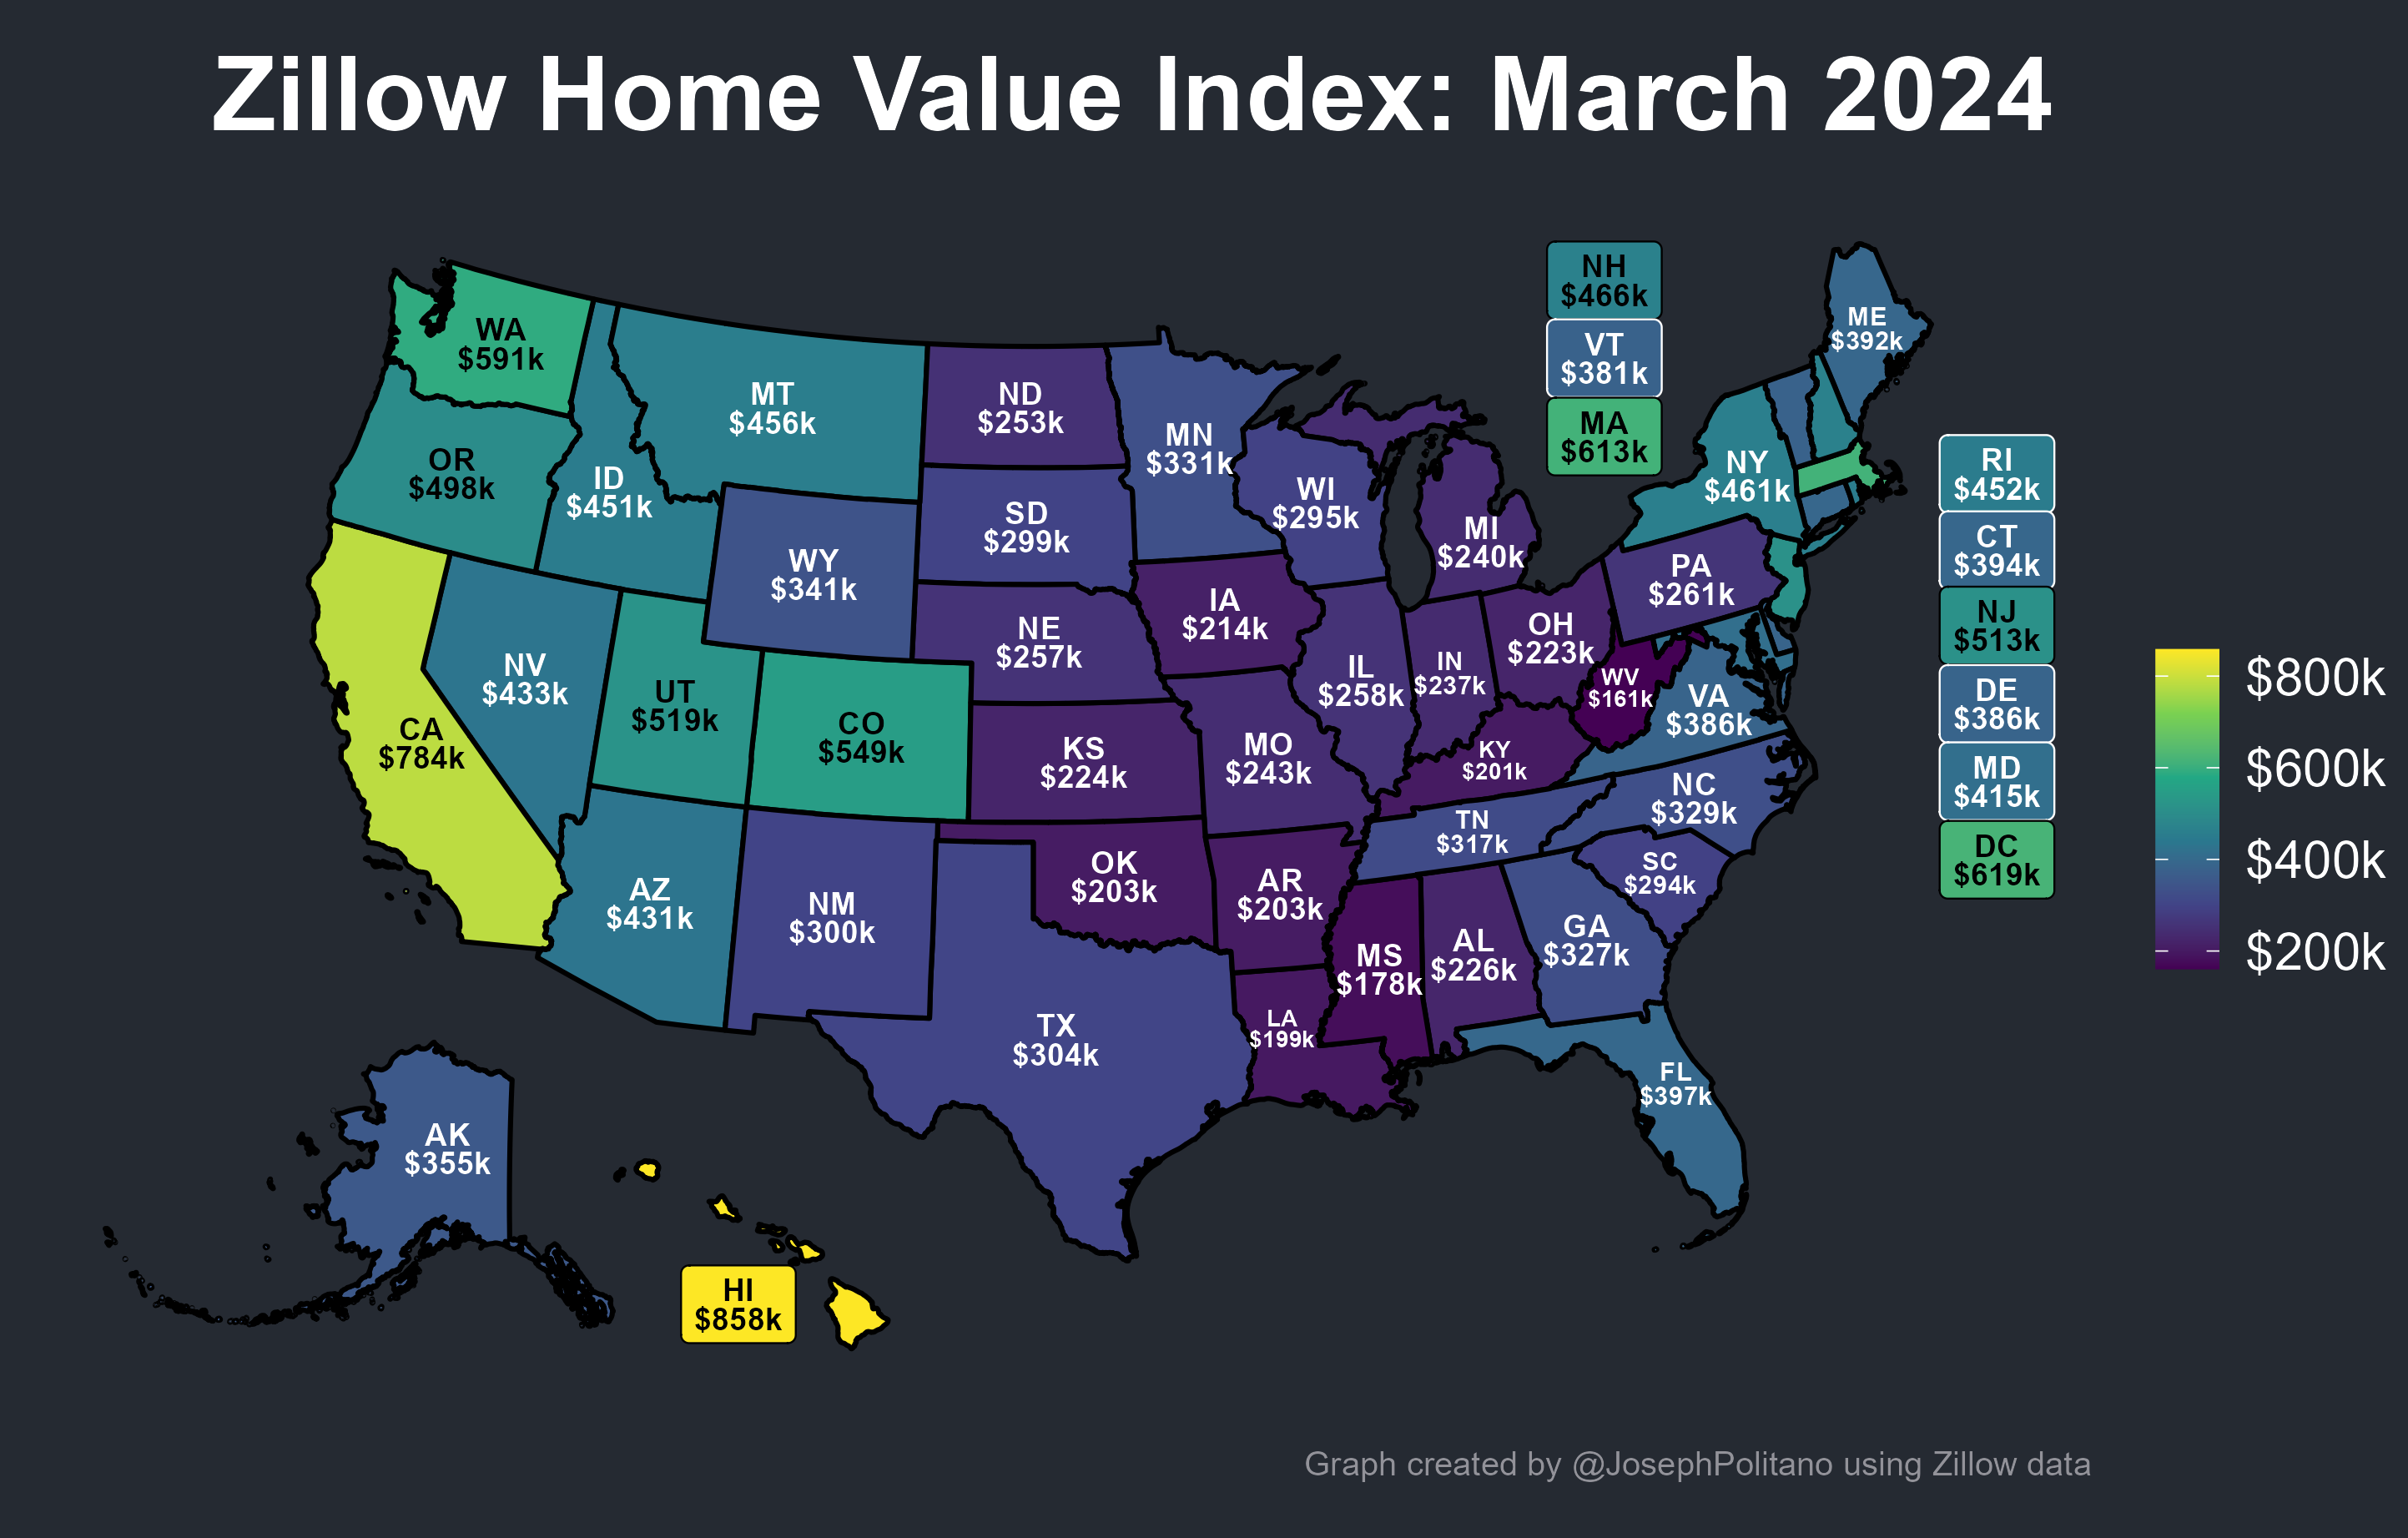 Zillow Home Value Index: March 2024
NH
$466k
VT
$381k
MA
$613k
ME
$392k
WA
$591k
MT
$456k
ND
$253k
MN
$331k
OR
$498k
ID
$451k
SD
$299k
WI
$295k
MI
$240k
NY
$461k
RI
$452k
CT
$394k
NJ
$513k
DE
$386k
MD
$415k
DC
$619k
WY
$341k
IA
$214k
PA
$261k
NE
$257k
OH
$223k
NV
$433k
UT
$519k
CO
$549k
CA
$784k
KS
$224k
MO
$243k
IL
$258k
IN
$237k
WV
$161k
VA
$386k
KY
$201k
NC
$329k
TN
$317k
SC
$294k
AZ
$431k
NM
$300k
OK
$203k
AR
$203k
MS
$178k
AL
$226k
GA
$327k
TX
$304k
LA
$199k
FL
$397k
AK
$355k
HI
$858k
$800k
$600k
$400k
$200k
Graph created by @JosephPolitano using Zillow data